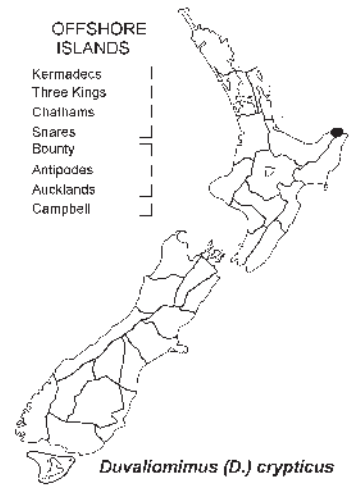 OFFSHORE
ISLANDS
Kermadecs
Three Kings
Chathams
Snares
Bounty
Antipodes
Aucklands
Campbell
Duvaliomimus (D.) crypticus